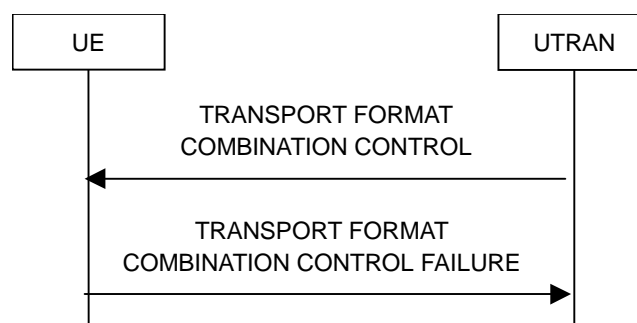 UE
UTRAN
TRANSPORT FORMAT
COMBINATION CONTROL
TRANSPORT FORMAT
COMBINATION CONTROL FAILURE